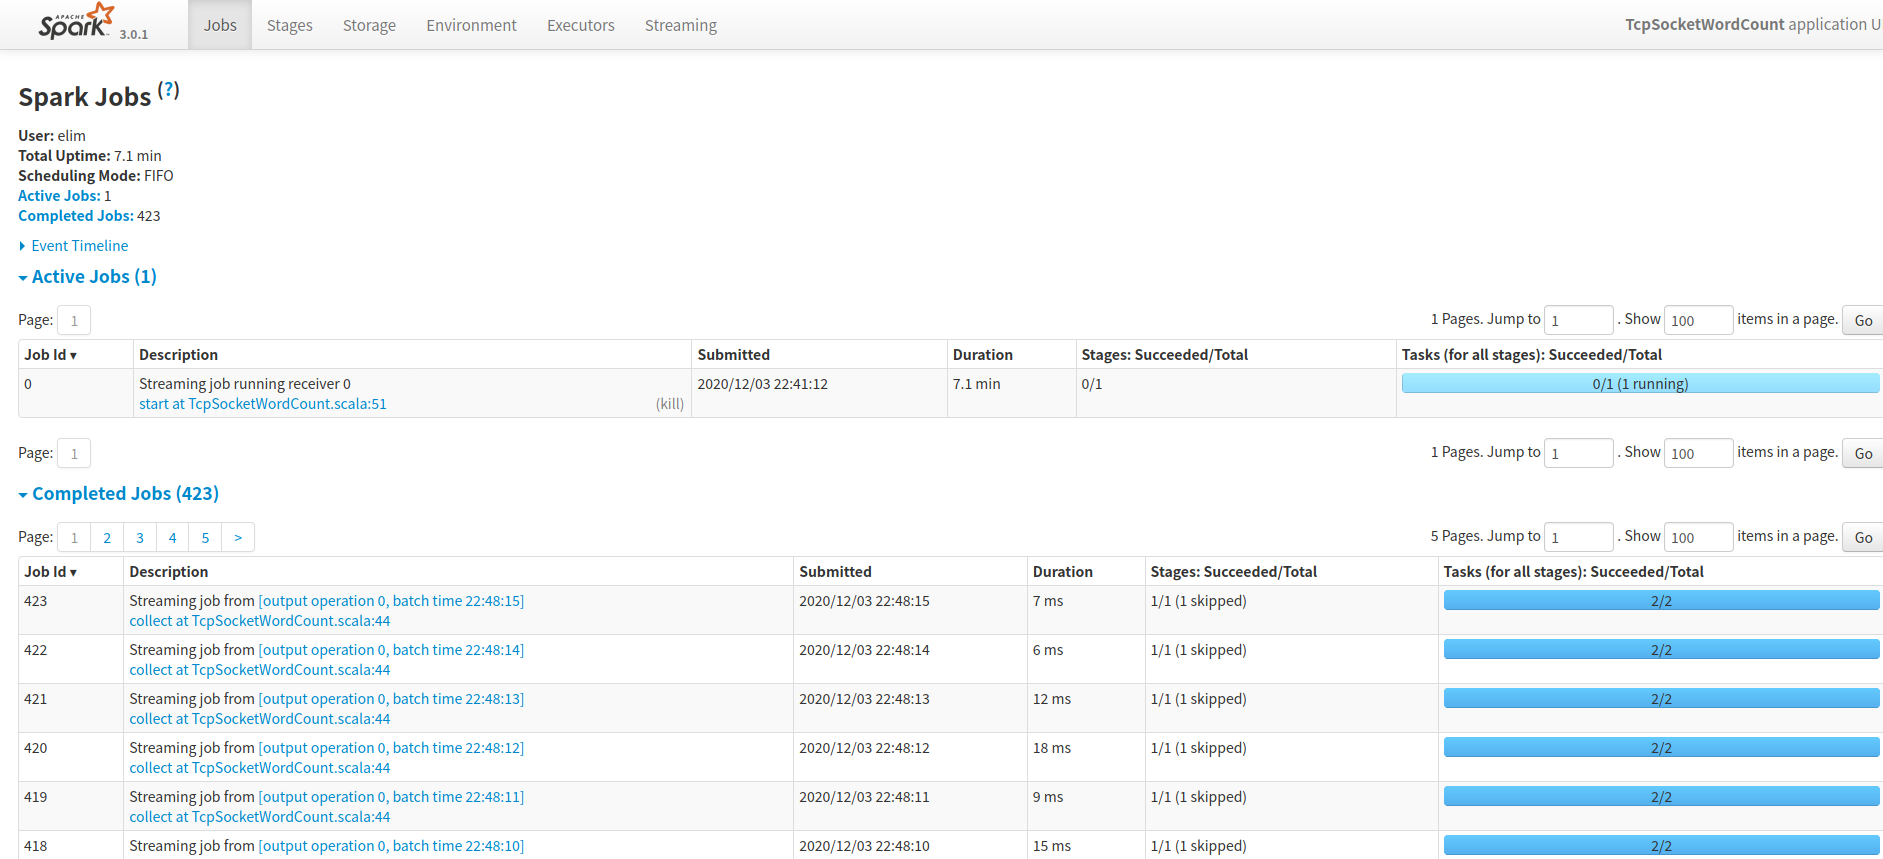 APACHE
Spark 3.0.1 Jobs Stages Storage Environment Executors Streaming TcpSocketWordCount application U
Spark Jobs (?)
User: elim
Total Uptime: 7.1 min
Scheduling Mode: FIFO
Active Jobs: 1
Completed Jobs: 423
Event Timeline
Active Jobs (1)
Page: 1 1 Pages. Jump to 1 . Show 100 items in a page. Go
Job Id ▾ Description Submitted Duration Stages: Succeeded/Total Tasks (for all stages): Succeeded/Total
0 Streaming job running receiver 0 2020/12/03 22:41:12 7.1 min 0/1 0/1 (1 running)
start at TcpSocketWordCount.scala:51 (kill)
Page: 1 1 Pages. Jump to 1 . Show 100 items in a page. Go
Completed Jobs (423)
Page: 1 2 3 4 5 > 5 Pages. Jump to 1 . Show 100 items in a page. Go
Job Id ▾ Description Submitted Duration Stages: Succeeded/Total Tasks (for all stages): Succeeded/Total
423 Streaming job from [output operation 0, batch time 22:48:15] 2020/12/03 22:48:15 7 ms 1/1 (1 skipped) 2/2
collect at TcpSocketWordCount.scala:44
422 Streaming job from [output operation 0, batch time 22:48:14] 2020/12/03 22:48:14 6 ms 1/1 (1 skipped) 2/2
collect at TcpSocketWordCount.scala:44
421 Streaming job from [output operation 0, batch time 22:48:13] 2020/12/03 22:48:13 12 ms 1/1 (1 skipped) 2/2
collect at TcpSocketWordCount.scala:44
420 Streaming job from [output operation 0, batch time 22:48:12] 2020/12/03 22:48:12 18 ms 1/1 (1 skipped) 2/2
collect at TcpSocketWordCount.scala:44
419 Streaming job from [output operation 0, batch time 22:48:11] 2020/12/03 22:48:11 9 ms 1/1 (1 skipped) 2/2
collect at TcpSocketWordCount.scala:44
418 Streaming job from [output operation 0, batch time 22:48:10] 2020/12/03 22:48:10 15 ms 1/1 (1 skipped) 2/2